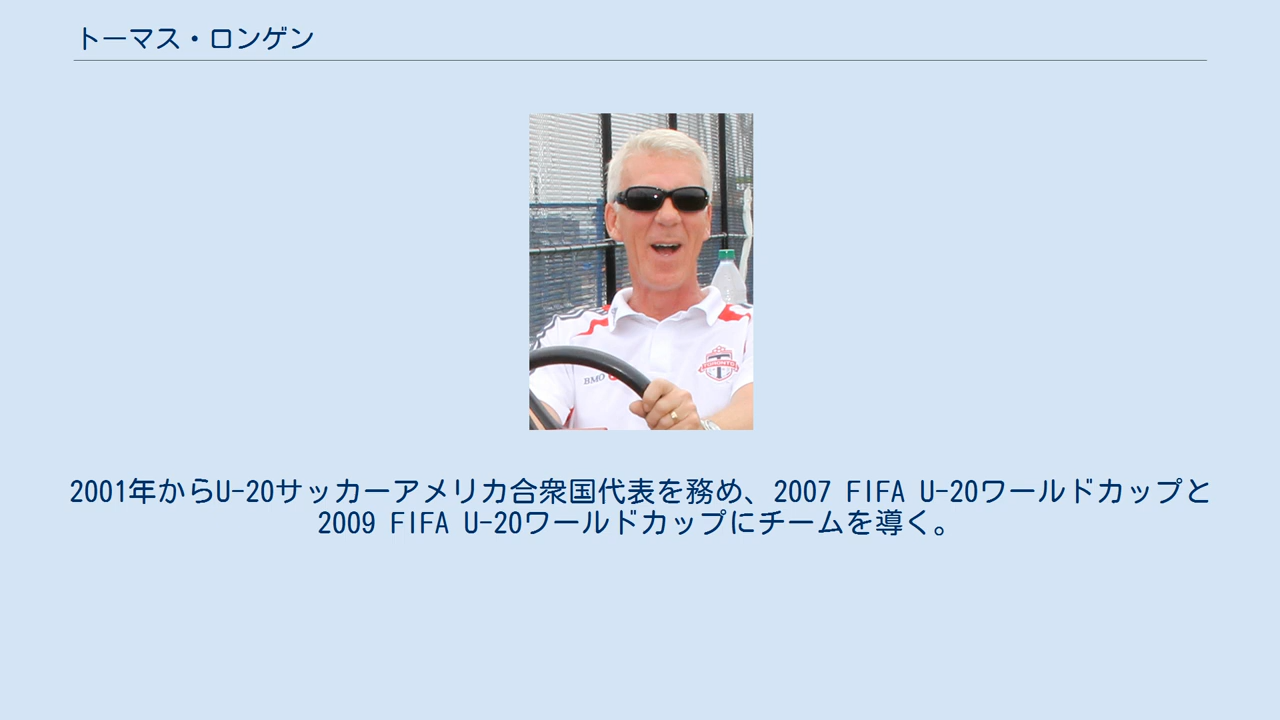 トーマス・ロンゲン
BMO
TORONTO
2001年からU-20サッカーアメリカ合衆国代表を務め、2007 FIFA U-20ワールドカップと
2009 FIFA U-20ワールドカップにチームを導く。